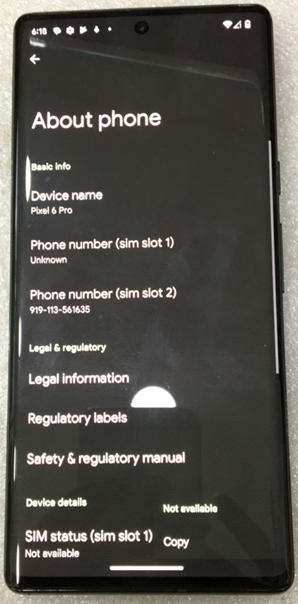 6:18
About phone
Basic info
Device name
Pixel 6 Pro
Phone number (sim slot 1)
Unknown
Phone number (sim slot 2)
919-113-561635
Legal & regulatory
Legal information
Regulatory labels
Safety & regulatory manual
Device details
Not available
SIM status (sim slot 1)
Copy
Not available